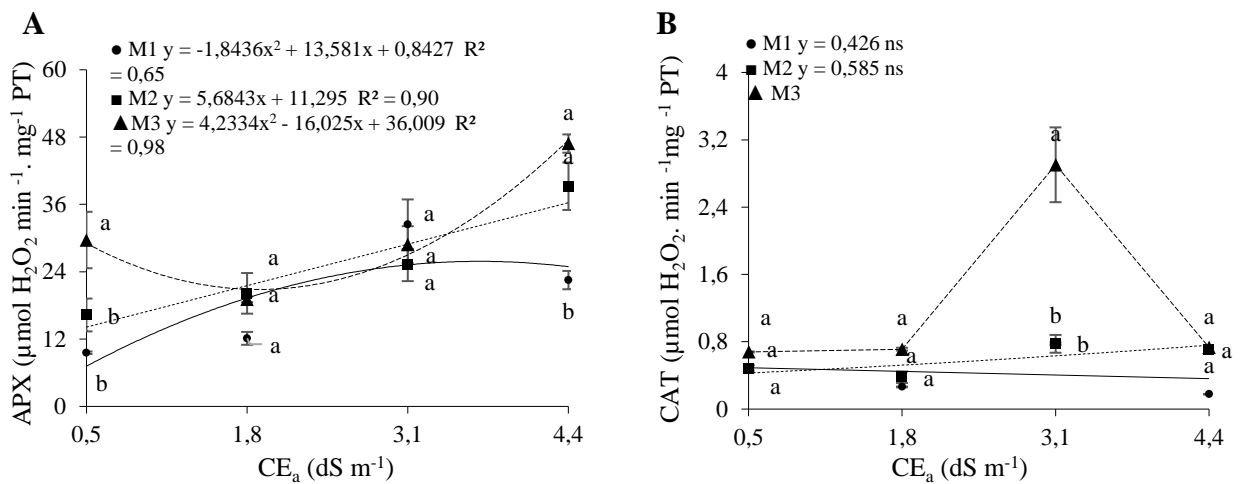 A
M1 y = -1,8436x² + 13,581x + 0,8427 R²
= 0,65
M2 y = 5,6843x + 11,295 R² = 0,90
M3 y = 4,2334x² - 16,025x + 36,009 R²
= 0,98
APX (µmol H₂O₂ min ⁻¹. mg⁻¹ PT)
60
48
36
24
12
0
a
a
a
a
a
a
a
a
b
b
b
0,5
1,8
3,1
4,4
CEₐ (dS m⁻¹)
B
M1 y = 0,426 ns
M2 y = 0,585 ns
M3
CAT (µmol H₂O₂. min ⁻¹mg ⁻¹ PT)
4
3,2
2,4
1,6
0,8
0
a
a
a
a
a
a
a
b
b
a
a
a
0,5
1,8
3,1
4,4
CEₐ (dS m⁻¹)